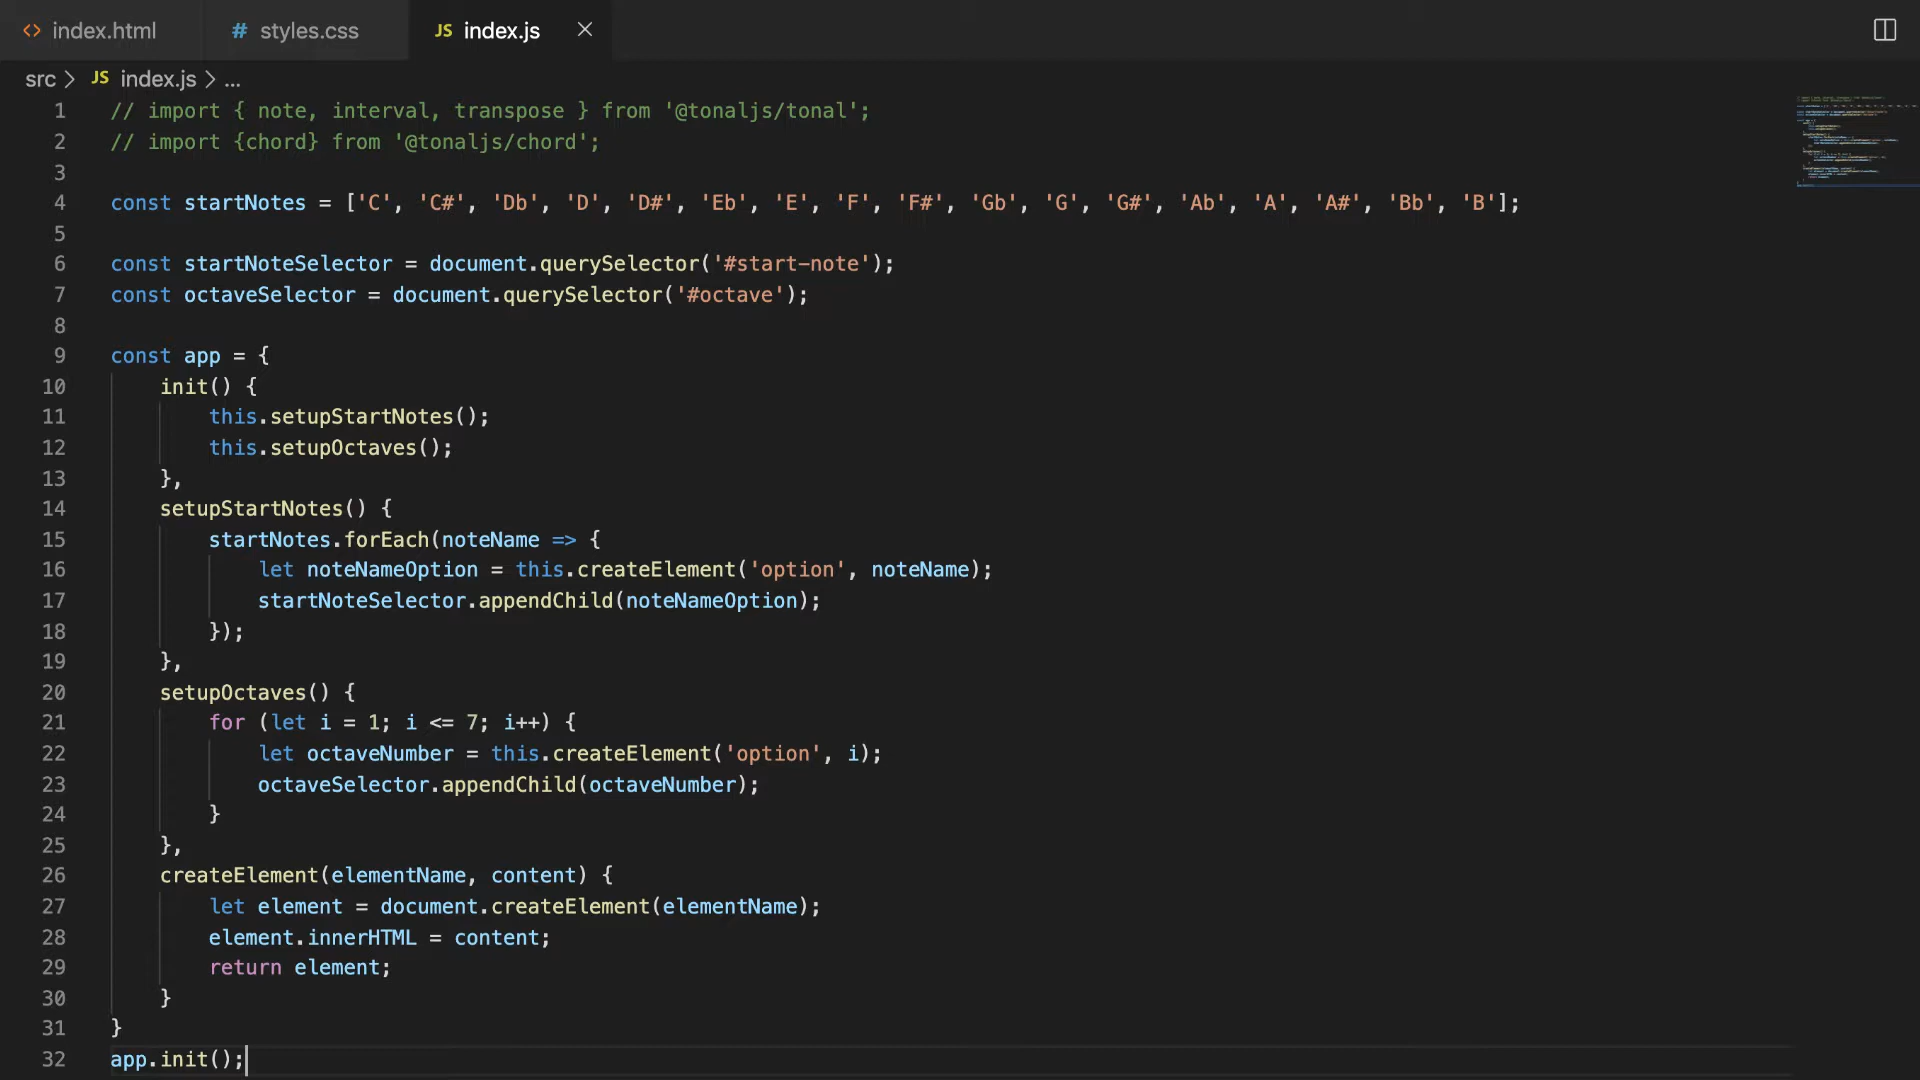 index.html
# styles.css
JS index.js
src > JS index.js > ...
1 // import { note, interval, transpose } from '@tonaljs/tonal';
2 // import {chord} from '@tonaljs/chord';
3
4 const startNotes = ['C', 'C#', 'Db', 'D', 'D#', 'Eb', 'E', 'F', 'F#', 'Gb', 'G', 'G#', 'Ab', 'A', 'A#', 'Bb', 'B'];
5
6 const startNoteSelector = document.querySelector('#start-note');
7 const octaveSelector = document.querySelector('#octave');
8
9 const app = {
10     init() {
11         this.setupStartNotes();
12         this.setupOctaves();
13     },
14     setupStartNotes() {
15         startNotes.forEach(noteName => {
16             let noteNameOption = this.createElement('option', noteName);
17             startNoteSelector.appendChild(noteNameOption);
18         });
19     },
20     setupOctaves() {
21         for (let i = 1; i <= 7; i++) {
22             let octaveNumber = this.createElement('option', i);
23             octaveSelector.appendChild(octaveNumber);
24         }
25     },
26     createElement(elementName, content) {
27         let element = document.createElement(elementName);
28         element.innerHTML = content;
29         return element;
30     }
31 }
32 app.init();